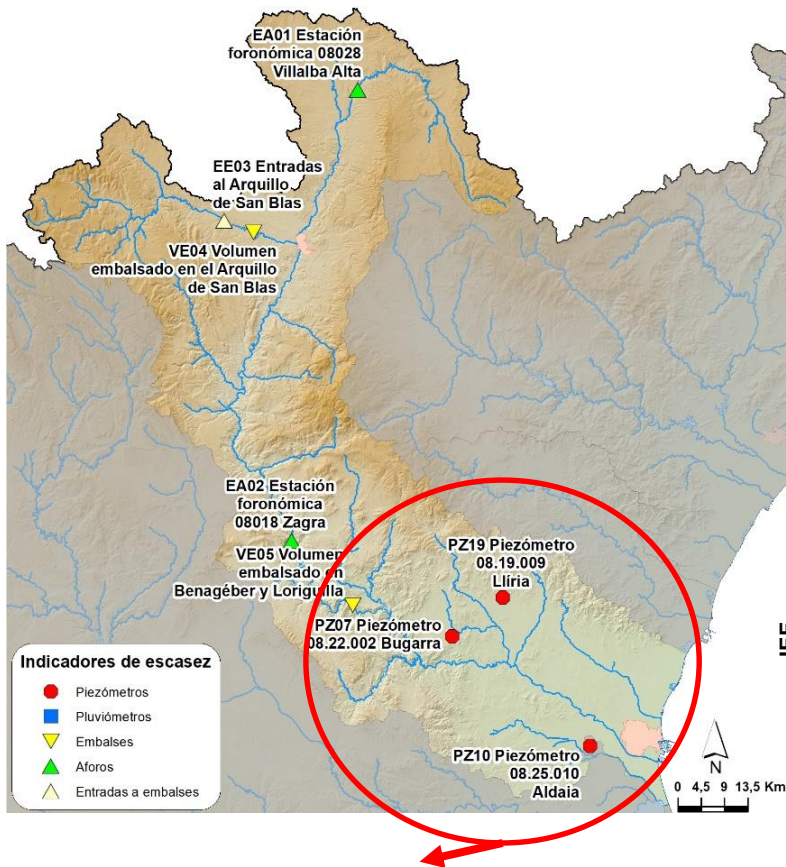 EA01 Estación
foronómica 08028
Villalba Alta
EE03 Entradas
al Arquillo
de San Blas
VE04 Volumen
embalsado en el Arquillo
de San Blas
EA02 Estación
foronómica
08018 Zagra
VE05 Volumen
embalsado en
Benagéber y Loriguilla
PZ19 Piezómetro
08.19.009
Llíria
PZ07 Piezómetro
08.22.002 Bugarra
PZ10 Piezómetro
08.25.010
Aldaia
Indicadores de escasez
Piezómetros
Pluviómetros
Embalses
Aforos
Entradas a embalses
N
0 4,5 9 13,5 Km